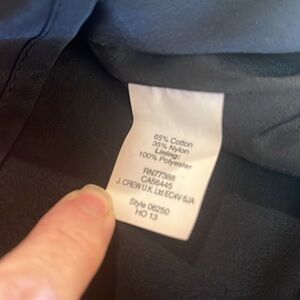 65% Cotton
35% Nylon
Lining:
100% Polyester
RN77388
CA56445
J. CREW U.K. Ltd EC4V 6JA
Style 06250
HO 13